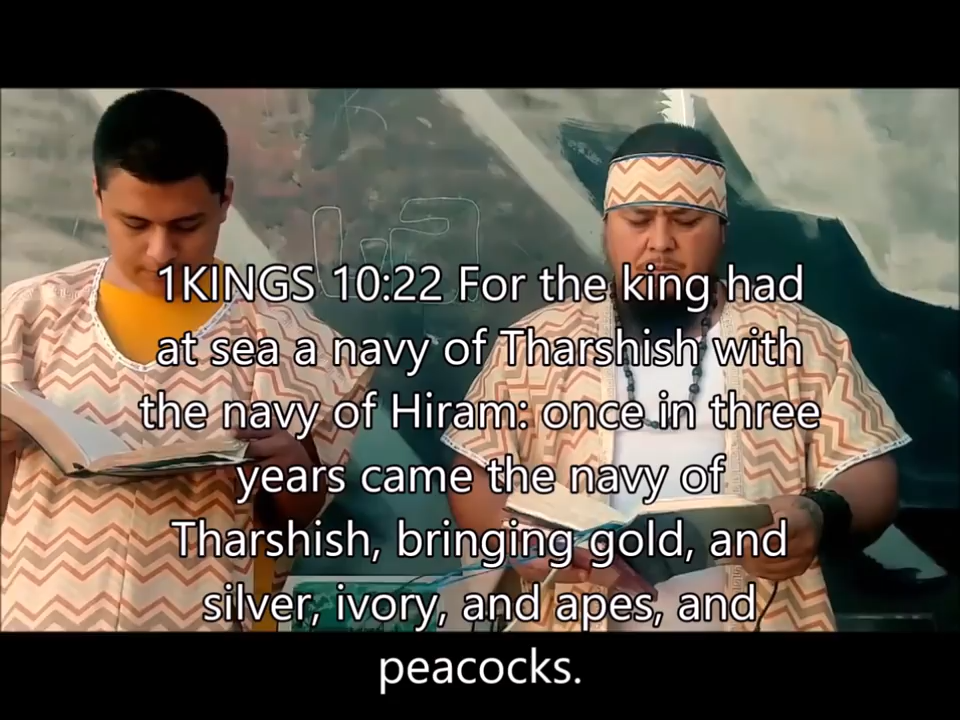 1KINGS 10:22 For the king had
at sea a navy of Tharshish with
the navy of Hiram: once in three
years came the navy of
Tharshish, bringing gold, and
silver, ivory, and apes, and
peacocks.